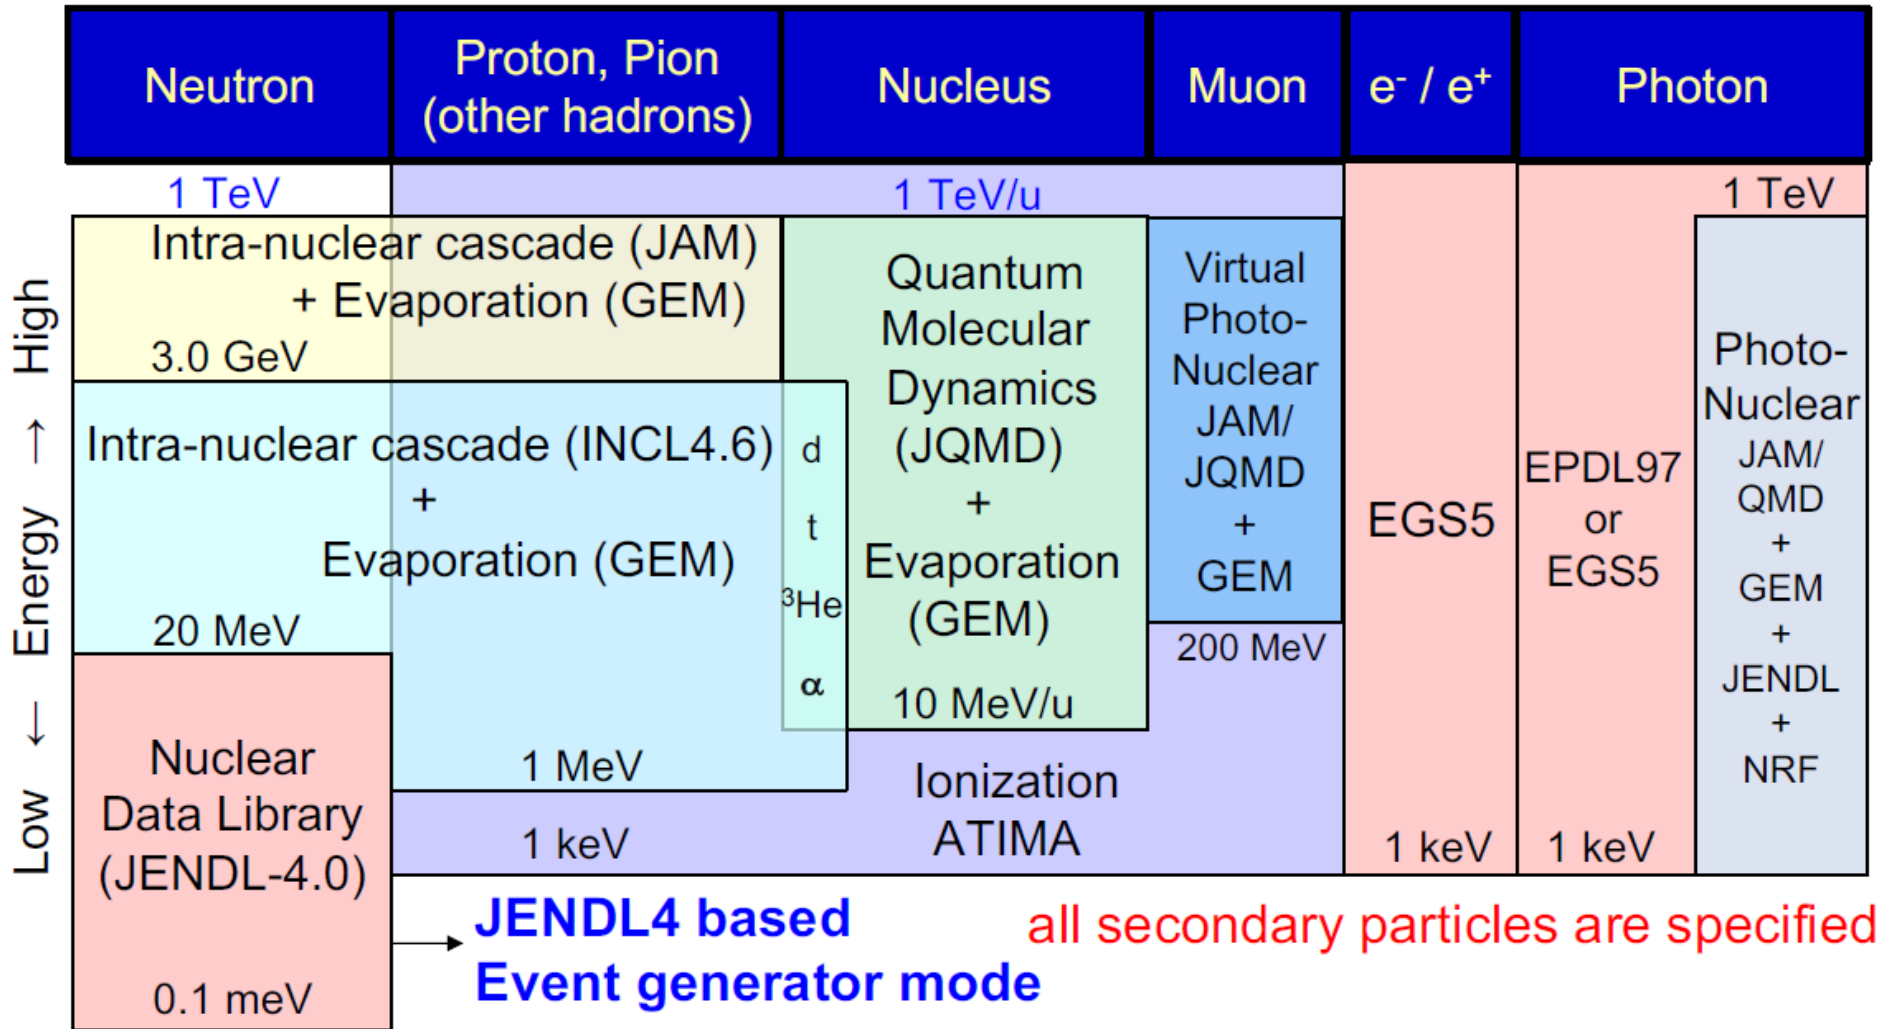 Neutron
Proton, Pion
(other hadrons)
Nucleus
Muon
e⁻ / e⁺
Photon
1 TeV
1 TeV/u
1 TeV
Intra-nuclear cascade (JAM)
+ Evaporation (GEM)
3.0 GeV
Intra-nuclear cascade (INCL4.6)
+
Evaporation (GEM)
20 MeV
1 MeV
1 keV
d
t
³He
α
Quantum
Molecular
Dynamics
(JQMD)
+
Evaporation
(GEM)
10 MeV/u
Virtual
Photo-
Nuclear
JAM/
JQMD
+
GEM
200 MeV
Ionization
ATIMA
EGS5
1 keV
EPDL97
or
EGS5
1 keV
Photo-
Nuclear
JAM/
QMD
+
GEM
+
JENDL
+
NRF
Nuclear
Data Library
(JENDL-4.0)
0.1 meV
Low ← Energy → High
JENDL4 based
Event generator mode
all secondary particles are specified